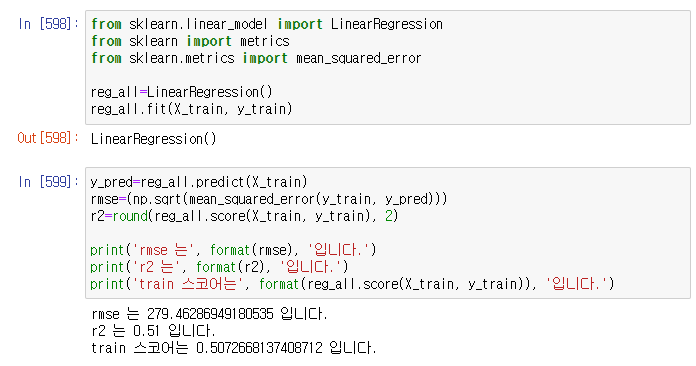 In [598]: from sklearn.linear_model import LinearRegression
from sklearn import metrics
from sklearn.metrics import mean_squared_error
reg_all=LinearRegression()
reg_all.fit(X_train, y_train)
Out[598]: LinearRegression()
In [599]: y_pred=reg_all.predict(X_train)
rmse=(np.sqrt(mean_squared_error(y_train, y_pred)))
r2=round(reg_all.score(X_train, y_train), 2)
print('rmse 는', format(rmse), '입니다.')
print('r2 는', format(r2), '입니다.')
print('train 스코어는', format(reg_all.score(X_train, y_train)), '입니다.')
rmse 는 279.46286949180535 입니다.
r2 는 0.51 입니다.
train 스코어는 0.5072668137408712 입니다.